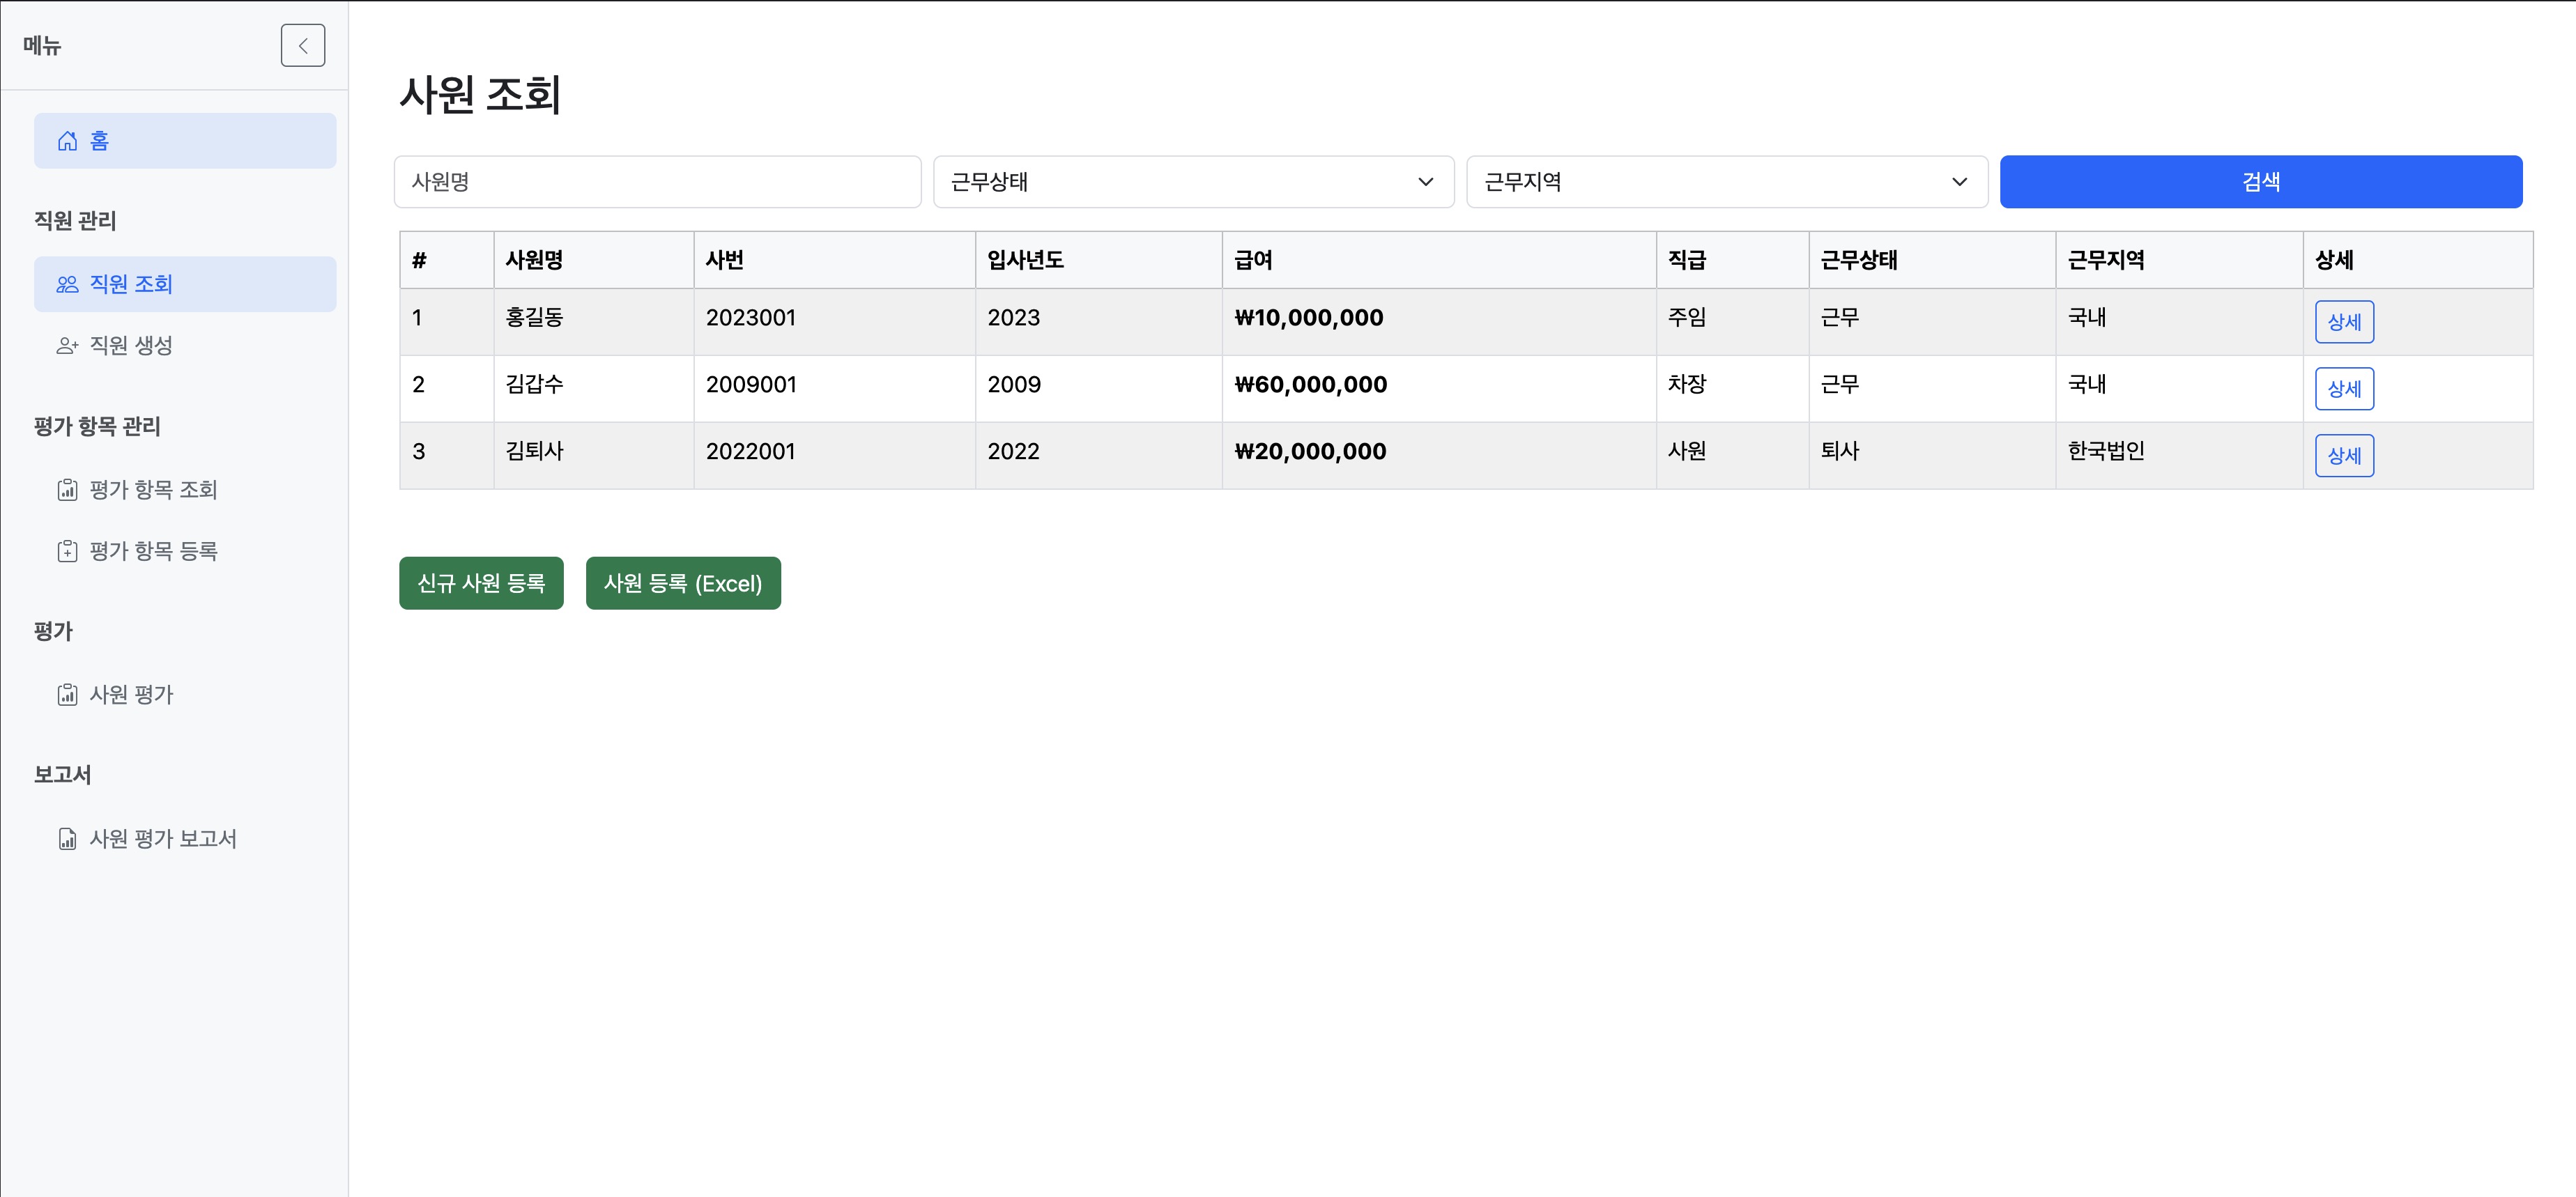 메뉴
홈
직원 관리
직원 조회
직원 생성
평가 항목 관리
평가 항목 조회
평가 항목 등록
평가
사원 평가
보고서
사원 평가 보고서
사원 조회
사원명 근무상태 근무지역 검색
# 사원명 사번 입사년도 급여 직급 근무상태 근무지역 상세
1 홍길동 2023001 2023 ₩10,000,000 주임 근무 국내 상세
2 김갑수 2009001 2009 ₩60,000,000 차장 근무 국내 상세
3 김퇴사 2022001 2022 ₩20,000,000 사원 퇴사 한국법인 상세
신규 사원 등록 사원 등록 (Excel)